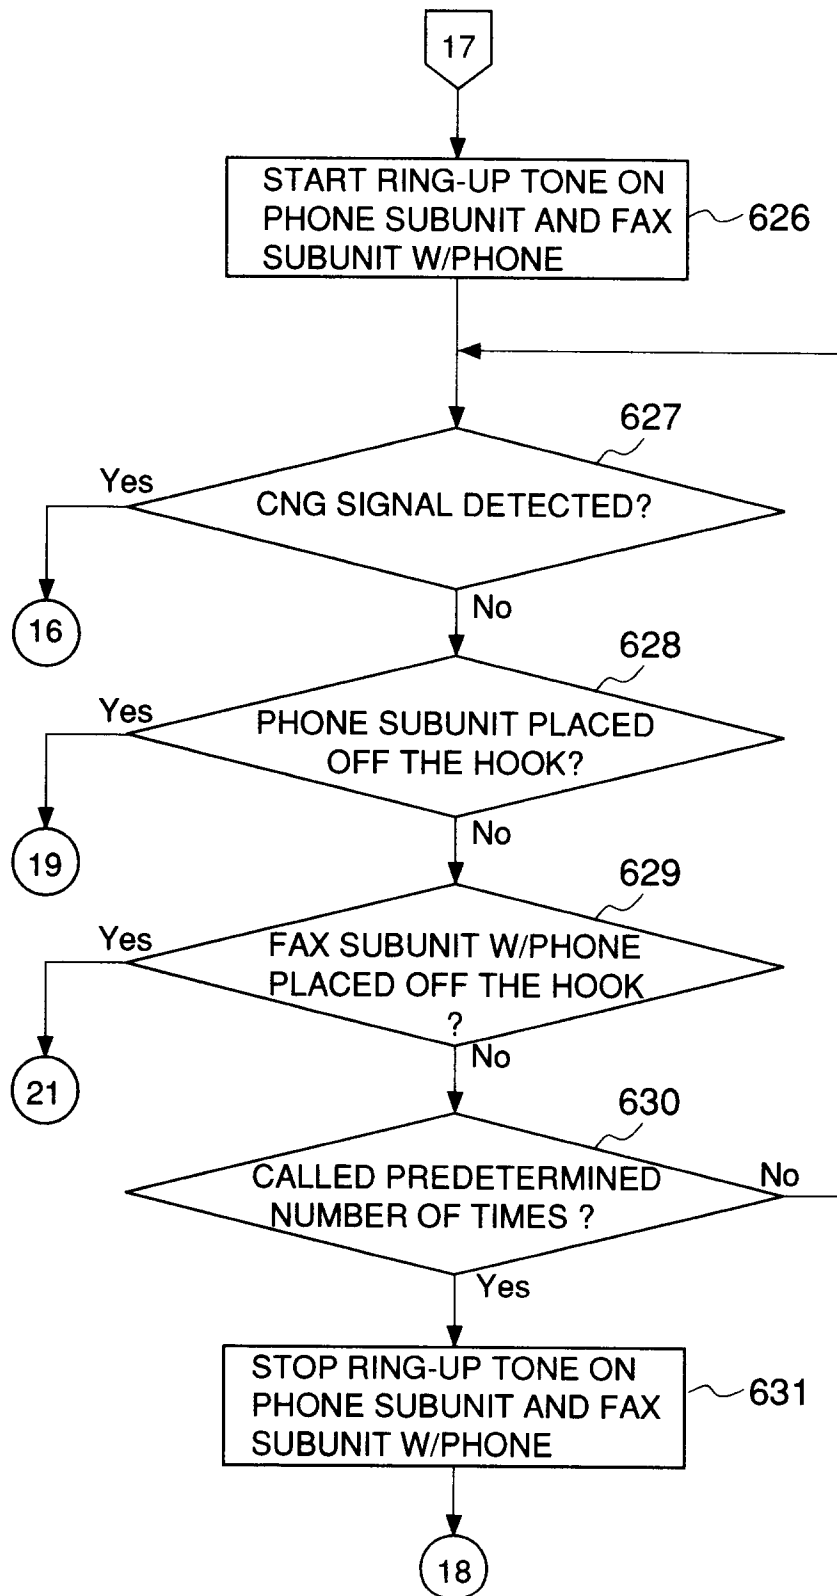 17
START RING-UP TONE ON
PHONE SUBUNIT AND FAX
SUBUNIT W/PHONE
626
627
Yes
CNG SIGNAL DETECTED?
No
16
628
Yes
PHONE SUBUNIT PLACED
OFF THE HOOK?
No
19
629
Yes
FAX SUBUNIT W/PHONE
PLACED OFF THE HOOK
?
No
21
630
CALLED PREDETERMINED
NUMBER OF TIMES ?
No
Yes
STOP RING-UP TONE ON
PHONE SUBUNIT AND FAX
SUBUNIT W/PHONE
631
18